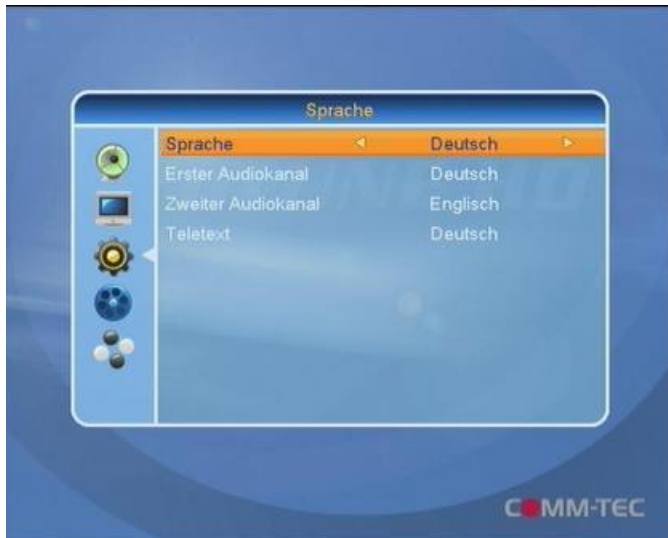 Sprache
Sprache Deutsch
Erster Audiokanal Deutsch
Zweiter Audiokanal Englisch
Teletext Deutsch
COMM-TEC